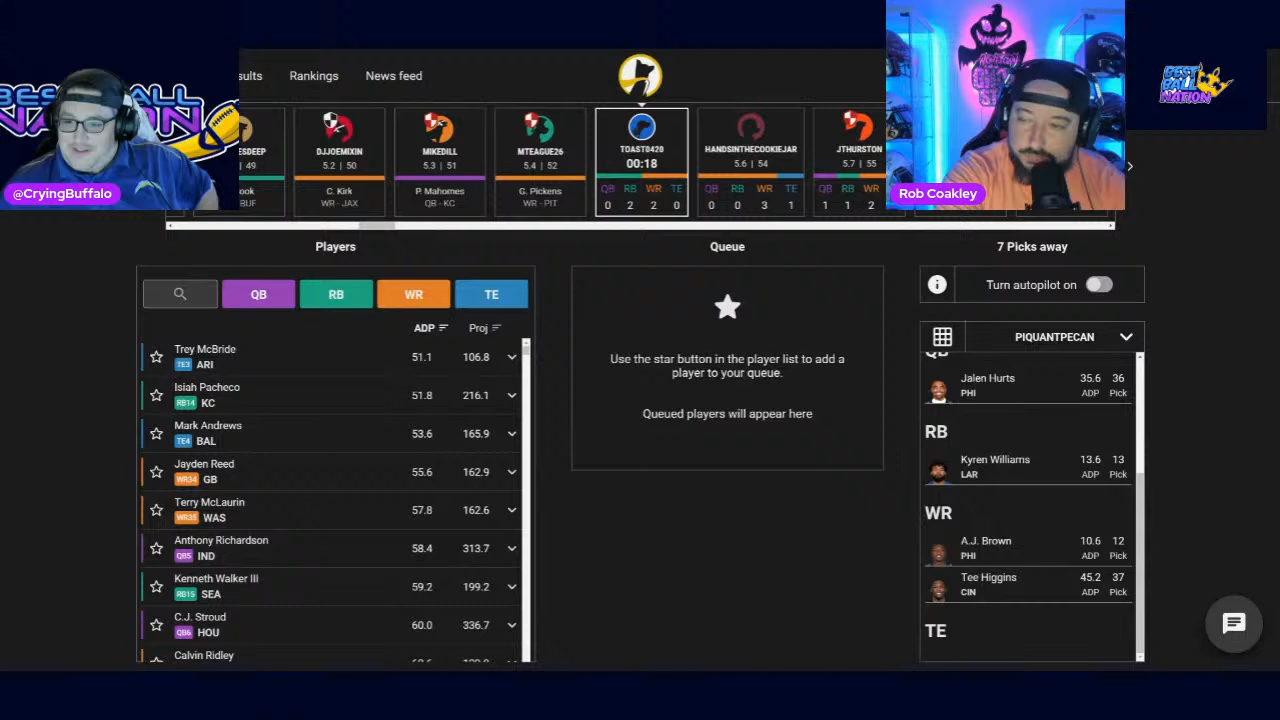 sults
Rankings
News feed
BEST BALL
NATION
BEST
BALL
NATION
@CryingBuffalo
Rob Coakley
ESDEEP
49
ook
BUF
DJJOEMIXIN
5.2 | 50
C. Kirk
WR - JAX
MIKEDILL
5.3 | 51
P. Mahomes
QB - KC
MTEAGUE26
5.4 | 52
G. Pickens
WR - PIT
TOAST0420
00:18
QB RB WR TE
0 2 2 0
HANDSINTHECOOKIEJAR
5.6 | 54
QB RB WR TE
0 0 3 1
JTHURSTON
5.7 | 55
QB RB WR
1 1 2
Players
Queue
7 Picks away
QB
RB
WR
TE
ADP
Proj
Trey McBride
TE3 ARI
51.1
106.8
Isiah Pacheco
RB14 KC
51.8
216.1
Mark Andrews
TE4 BAL
53.6
165.9
Jayden Reed
WR34 GB
55.6
162.9
Terry McLaurin
WR35 WAS
57.8
162.6
Anthony Richardson
QB5 IND
58.4
313.7
Kenneth Walker III
RB15 SEA
59.2
199.2
C.J. Stroud
QB6 HOU
60.0
336.7
Calvin Ridley
Use the star button in the player list to add a
player to your queue.
Queued players will appear here
Turn autopilot on
PIQUANTPECAN
QB
Jalen Hurts
PHI
35.6 36
ADP Pick
RB
Kyren Williams
LAR
13.6 13
ADP Pick
WR
A.J. Brown
PHI
10.6 12
ADP Pick
Tee Higgins
CIN
45.2 37
ADP Pick
TE